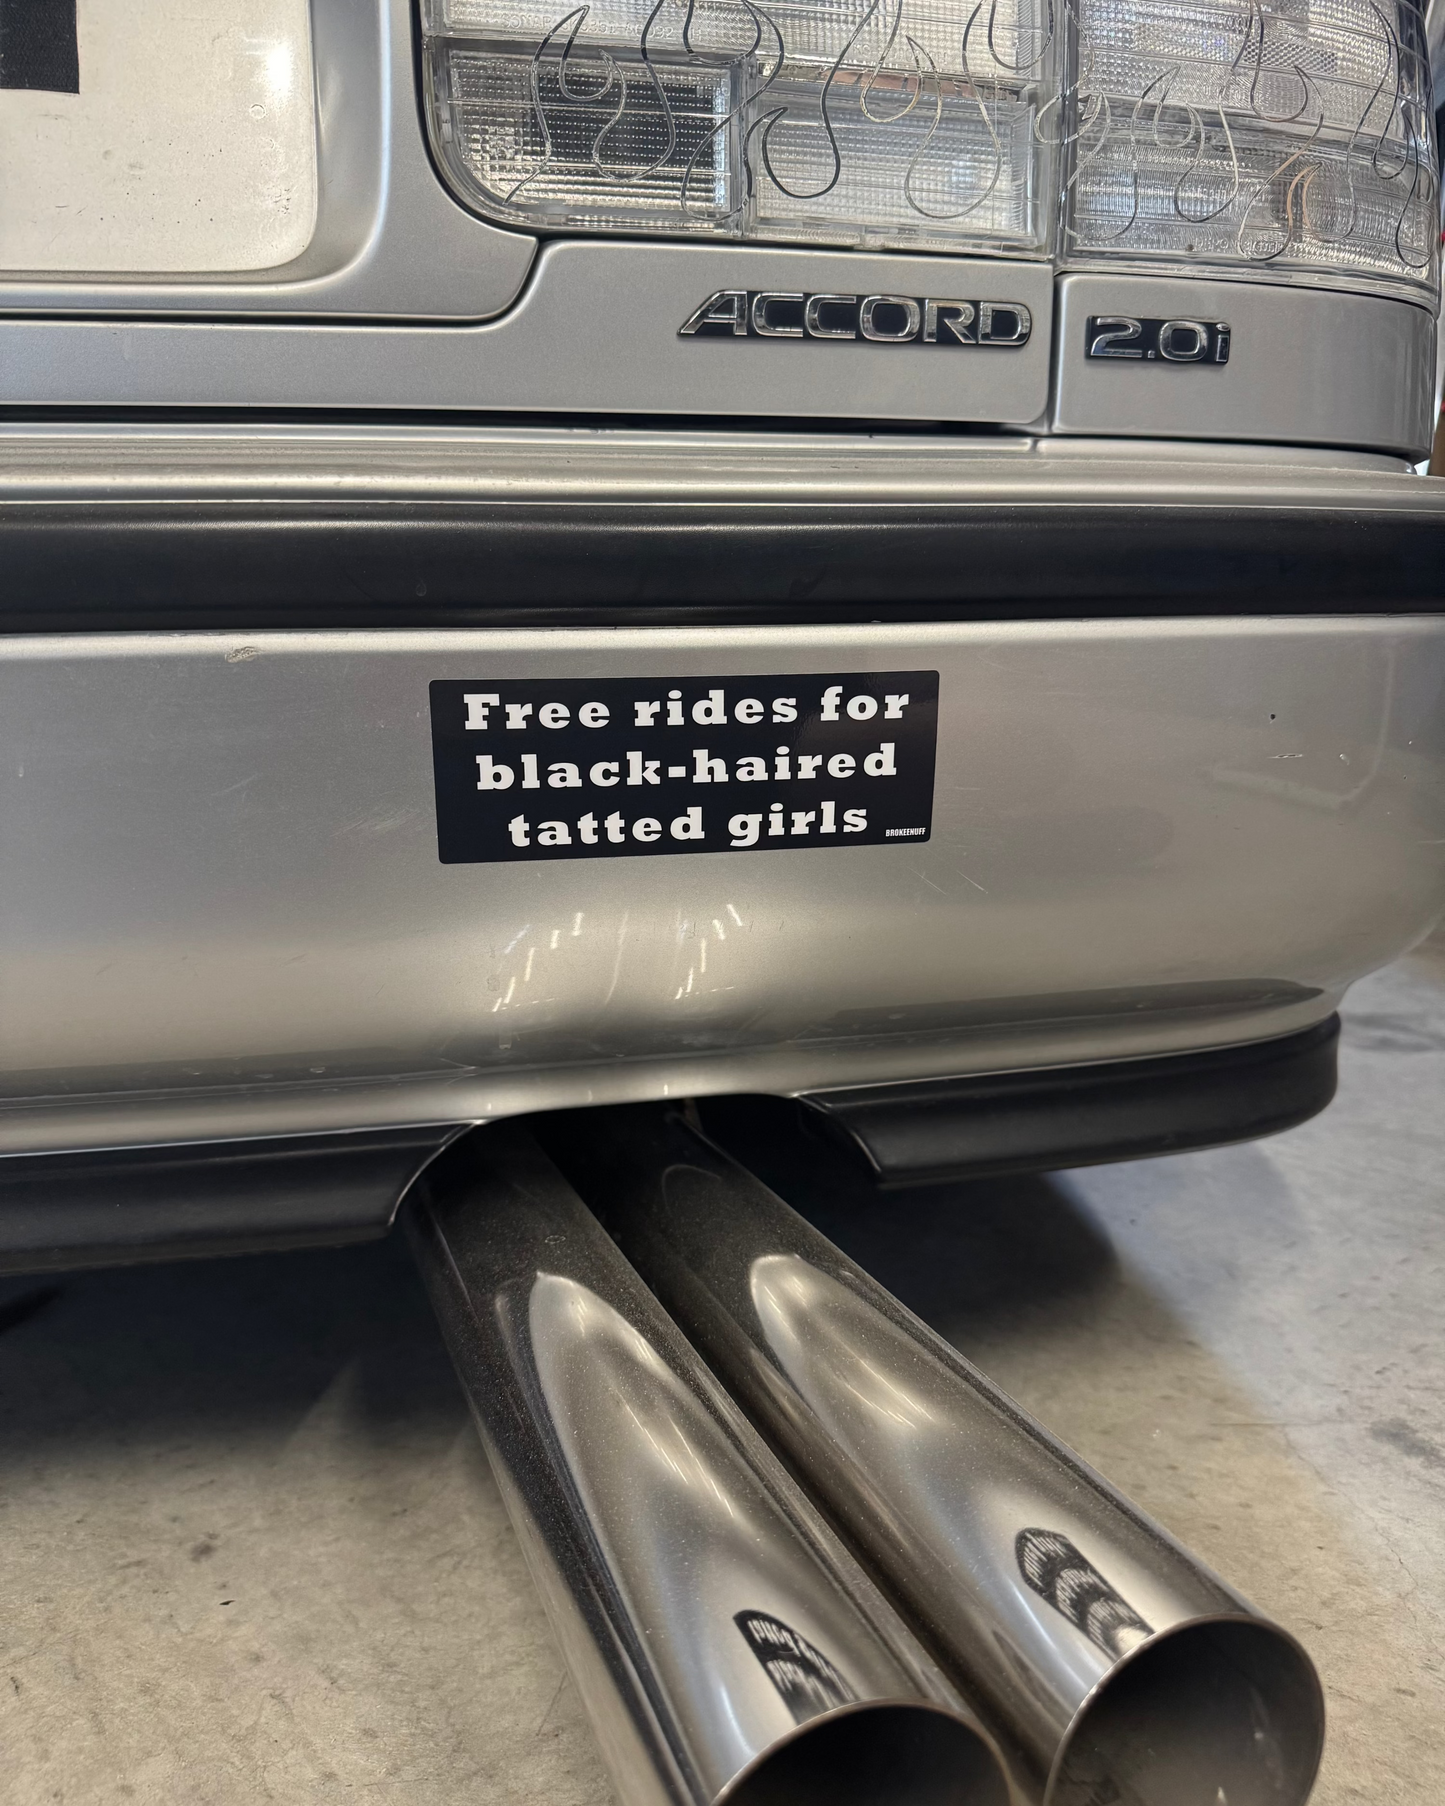 ACCORD 2.0i
Free rides for
black-haired
tatted girls
BROKEENUFF